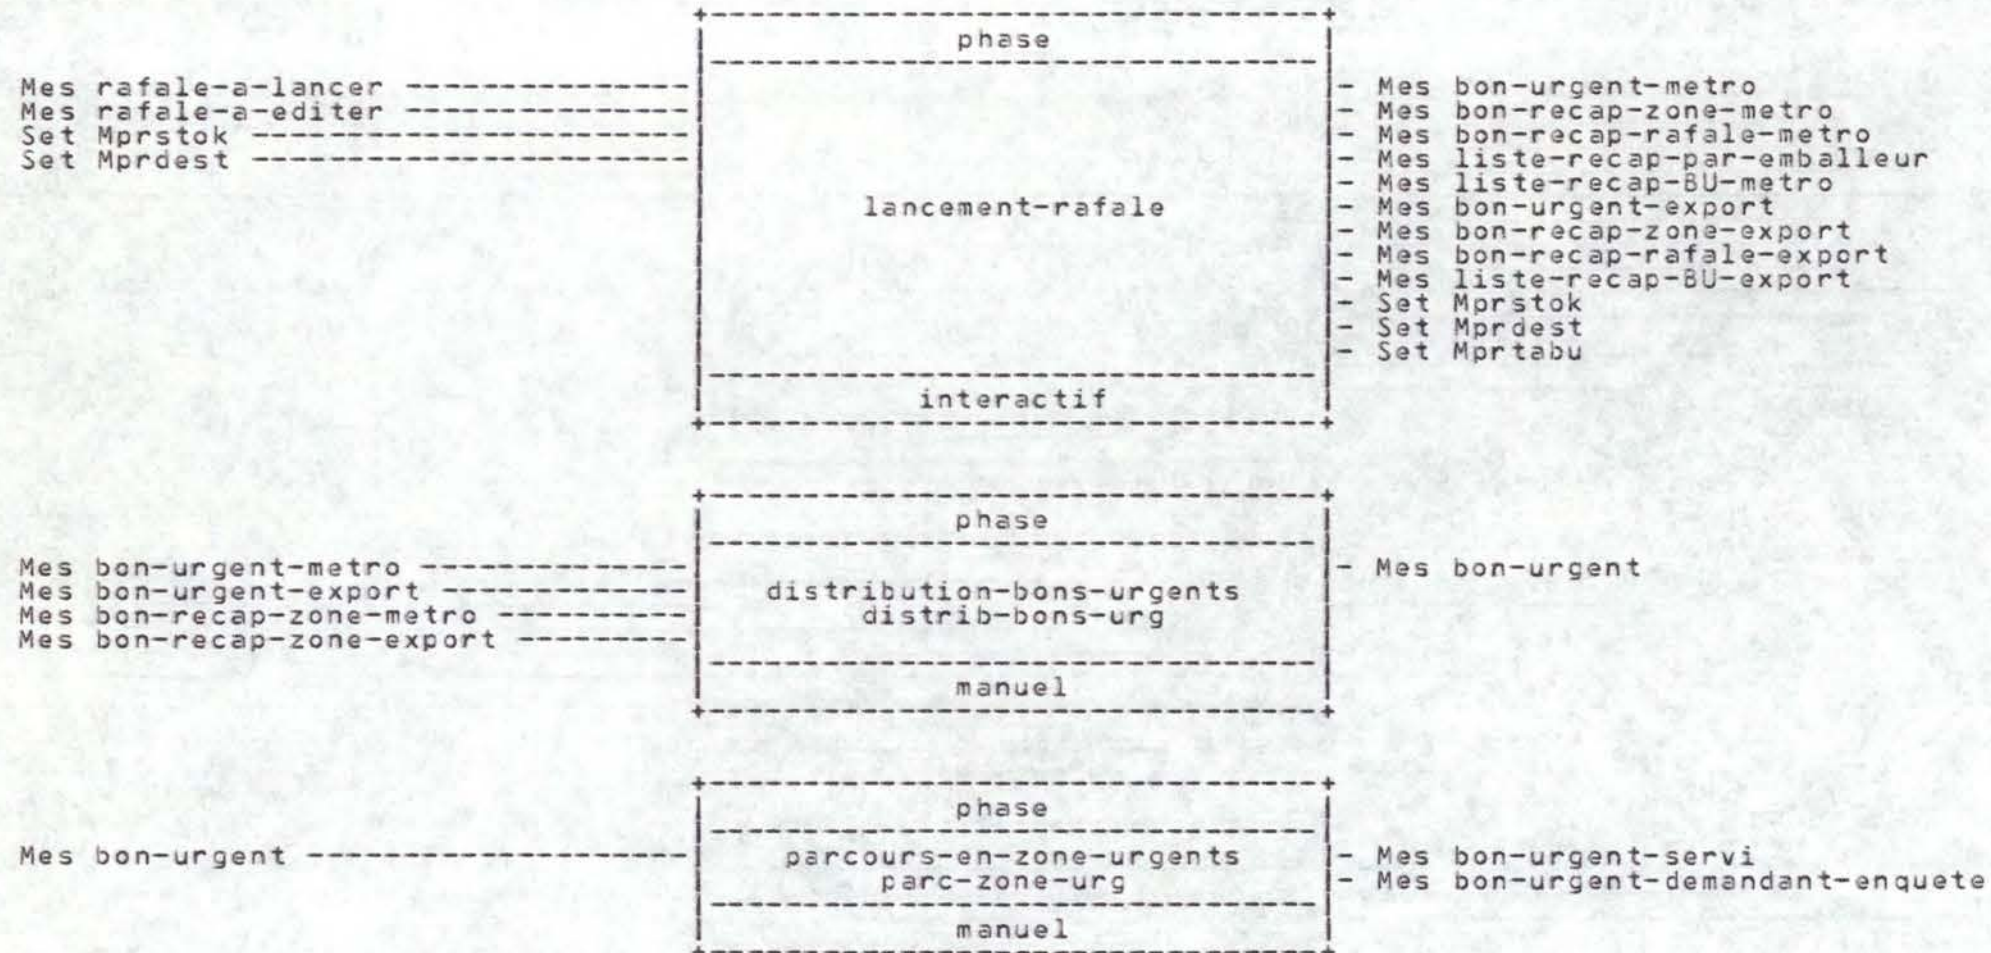 phase
Mes rafale-a-lancer
Mes rafale-a-editer
Set Mprstok
Set Mprdest
lancement-rafale
Mes bon-urgent-metro
Mes bon-recap-zone-metro
Mes bon-recap-rafale-metro
Mes liste-recap-par-emballeur
Mes liste-recap-BU-metro
Mes bon-urgent-export
Mes bon-recap-zone-export
Mes bon-recap-rafale-export
Mes liste-recap-BU-export
Set Mprstok
Set Mprdest
Set Mprtabu
interactif
phase
Mes bon-urgent-metro
Mes bon-urgent-export
Mes bon-recap-zone-metro
Mes bon-recap-zone-export
distribution-bons-urgents
distrib-bons-urg
Mes bon-urgent
manuel
phase
Mes bon-urgent
parcours-en-zone-urgents
parc-zone-urg
Mes bon-urgent-servi
Mes bon-urgent-demandant-enquete
manuel